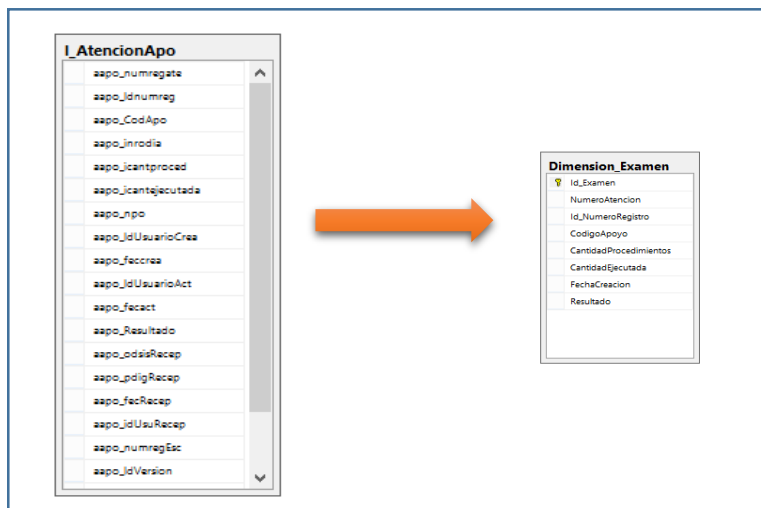 I_AtencionApo
aapo_numregate
aapo_Idnumreg
aapo_CodApo
aapo_inrodia
aapo_icantproced
aapo_icantejecutada
aapo_npo
aapo_IdUsuarioCrea
aapo_feccrea
aapo_IdUsuarioAct
aapo_fecact
aapo_Resultado
aapo_odsisRecep
aapo_pdigRecep
aapo_fecRecep
aapo_idUsuRecep
aapo_numregEsc
aapo_IdVersion
Dimension_Examen
Id_Examen
NumeroAtencion
Id_NumeroRegistro
CodigoApoyo
CantidadProcedimientos
CantidadEjecutada
FechaCreacion
Resultado